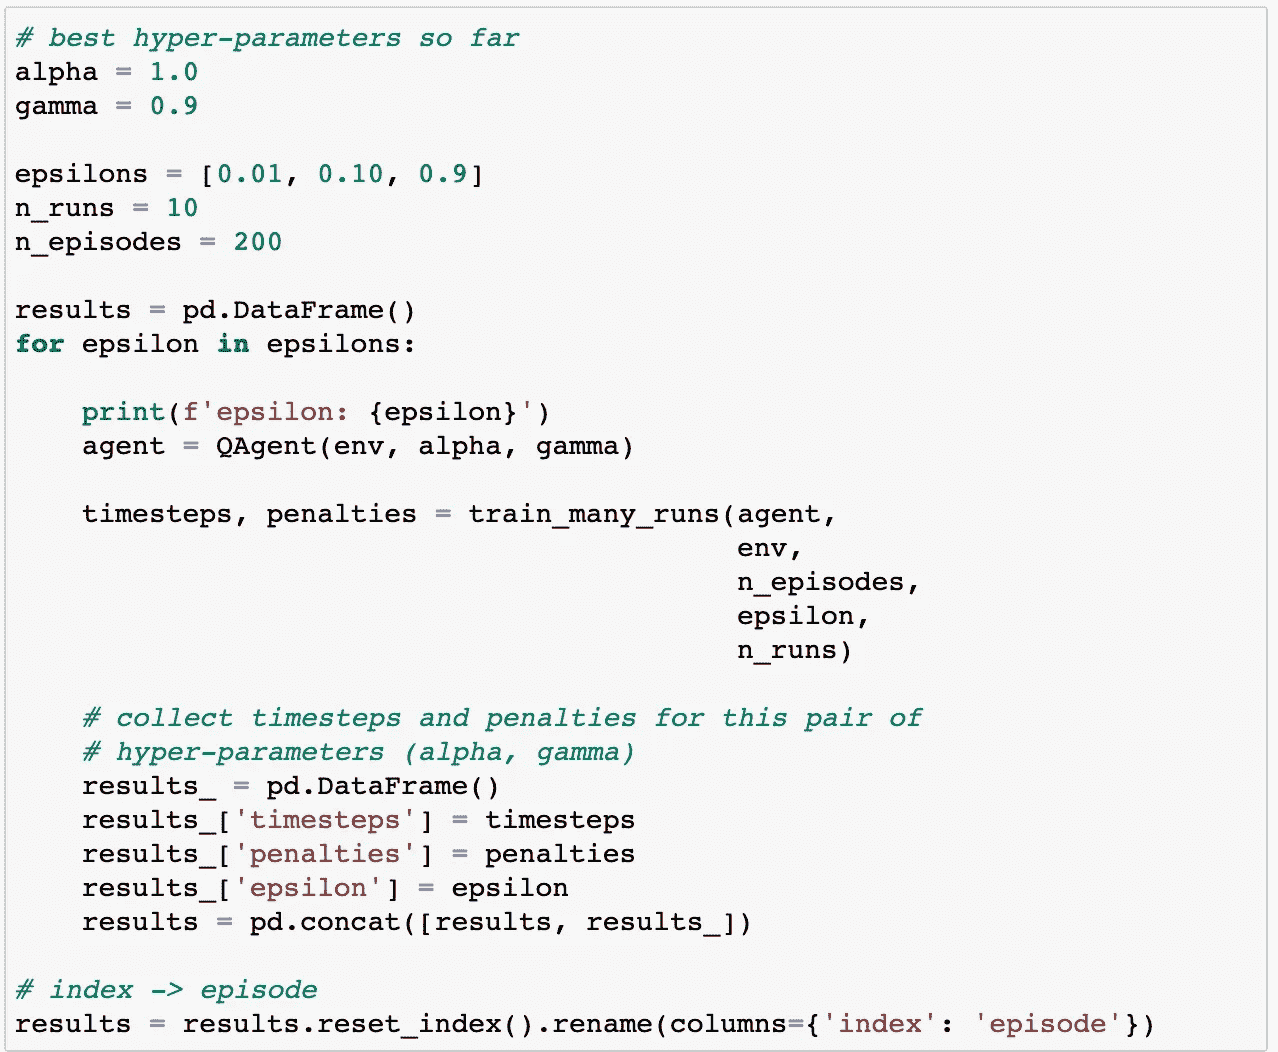 # best hyper-parameters so far
alpha = 1.0
gamma = 0.9
epsilons = [0.01, 0.10, 0.9]
n_runs = 10
n_episodes = 200
results = pd.DataFrame()
for epsilon in epsilons:
print(f'epsilon: {epsilon}')
agent = QAgent(env, alpha, gamma)
timesteps, penalties = train_many_runs(agent,
env,
n_episodes,
epsilon,
n_runs)
# collect timesteps and penalties for this pair of
# hyper-parameters (alpha, gamma)
results_ = pd.DataFrame()
results_['timesteps'] = timesteps
results_['penalties'] = penalties
results_['epsilon'] = epsilon
results = pd.concat([results, results_])
# index -> episode
results = results.reset_index().rename(columns={'index': 'episode'})